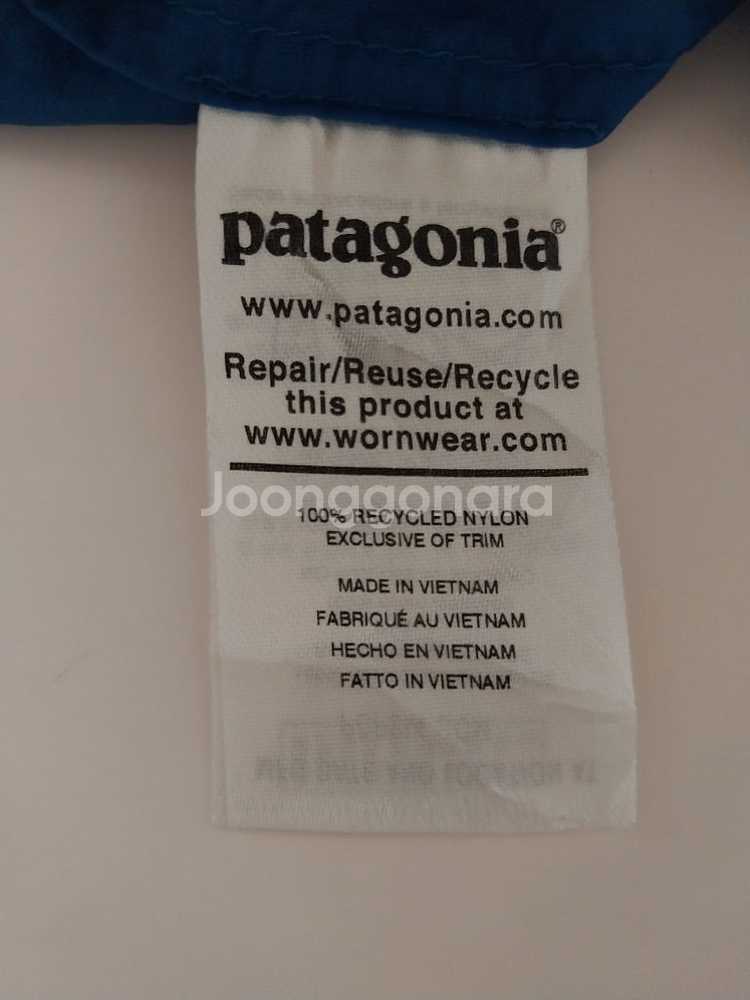 patagonia®
www.patagonia.com
Repair/Reuse/Recycle
this product at
www.wornwear.com
Joonggonara
100% RECYCLED NYLON
EXCLUSIVE OF TRIM
MADE IN VIETNAM
FABRIQUÉ AU VIETNAM
HECHO EN VIETNAM
FATTO IN VIETNAM